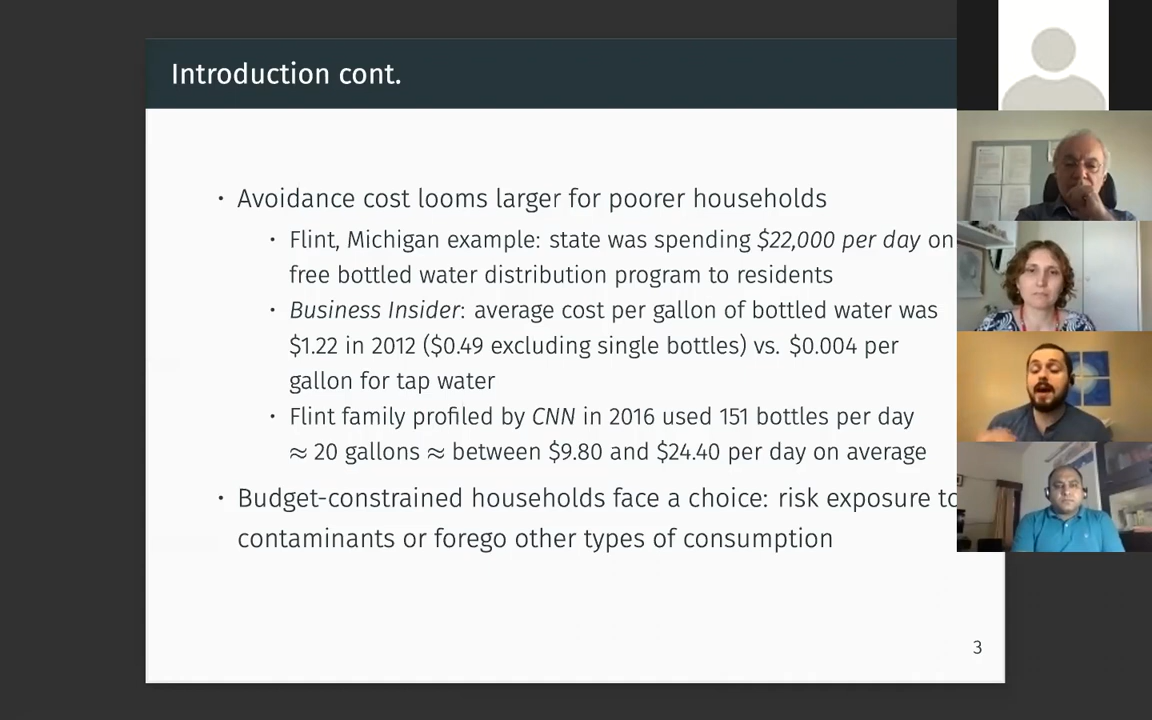 Introduction cont.
• Avoidance cost looms larger for poorer households
• Flint, Michigan example: state was spending $22,000 per day on
free bottled water distribution program to residents
• Business Insider: average cost per gallon of bottled water was
$1.22 in 2012 ($0.49 excluding single bottles) vs. $0.004 per
gallon for tap water
• Flint family profiled by CNN in 2016 used 151 bottles per day
≈ 20 gallons ≈ between $9.80 and $24.40 per day on average
• Budget-constrained households face a choice: risk exposure to
contaminants or forego other types of consumption
3